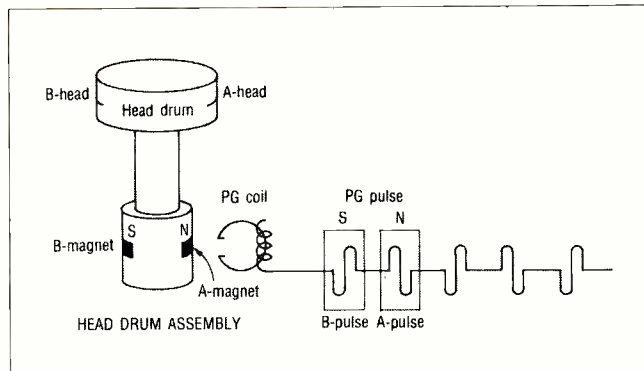 B-head
A-head
Head drum
PG coil
PG pulse
S
N
S
N
B-magnet
A-magnet
B-pulse
A-pulse
HEAD DRUM ASSEMBLY